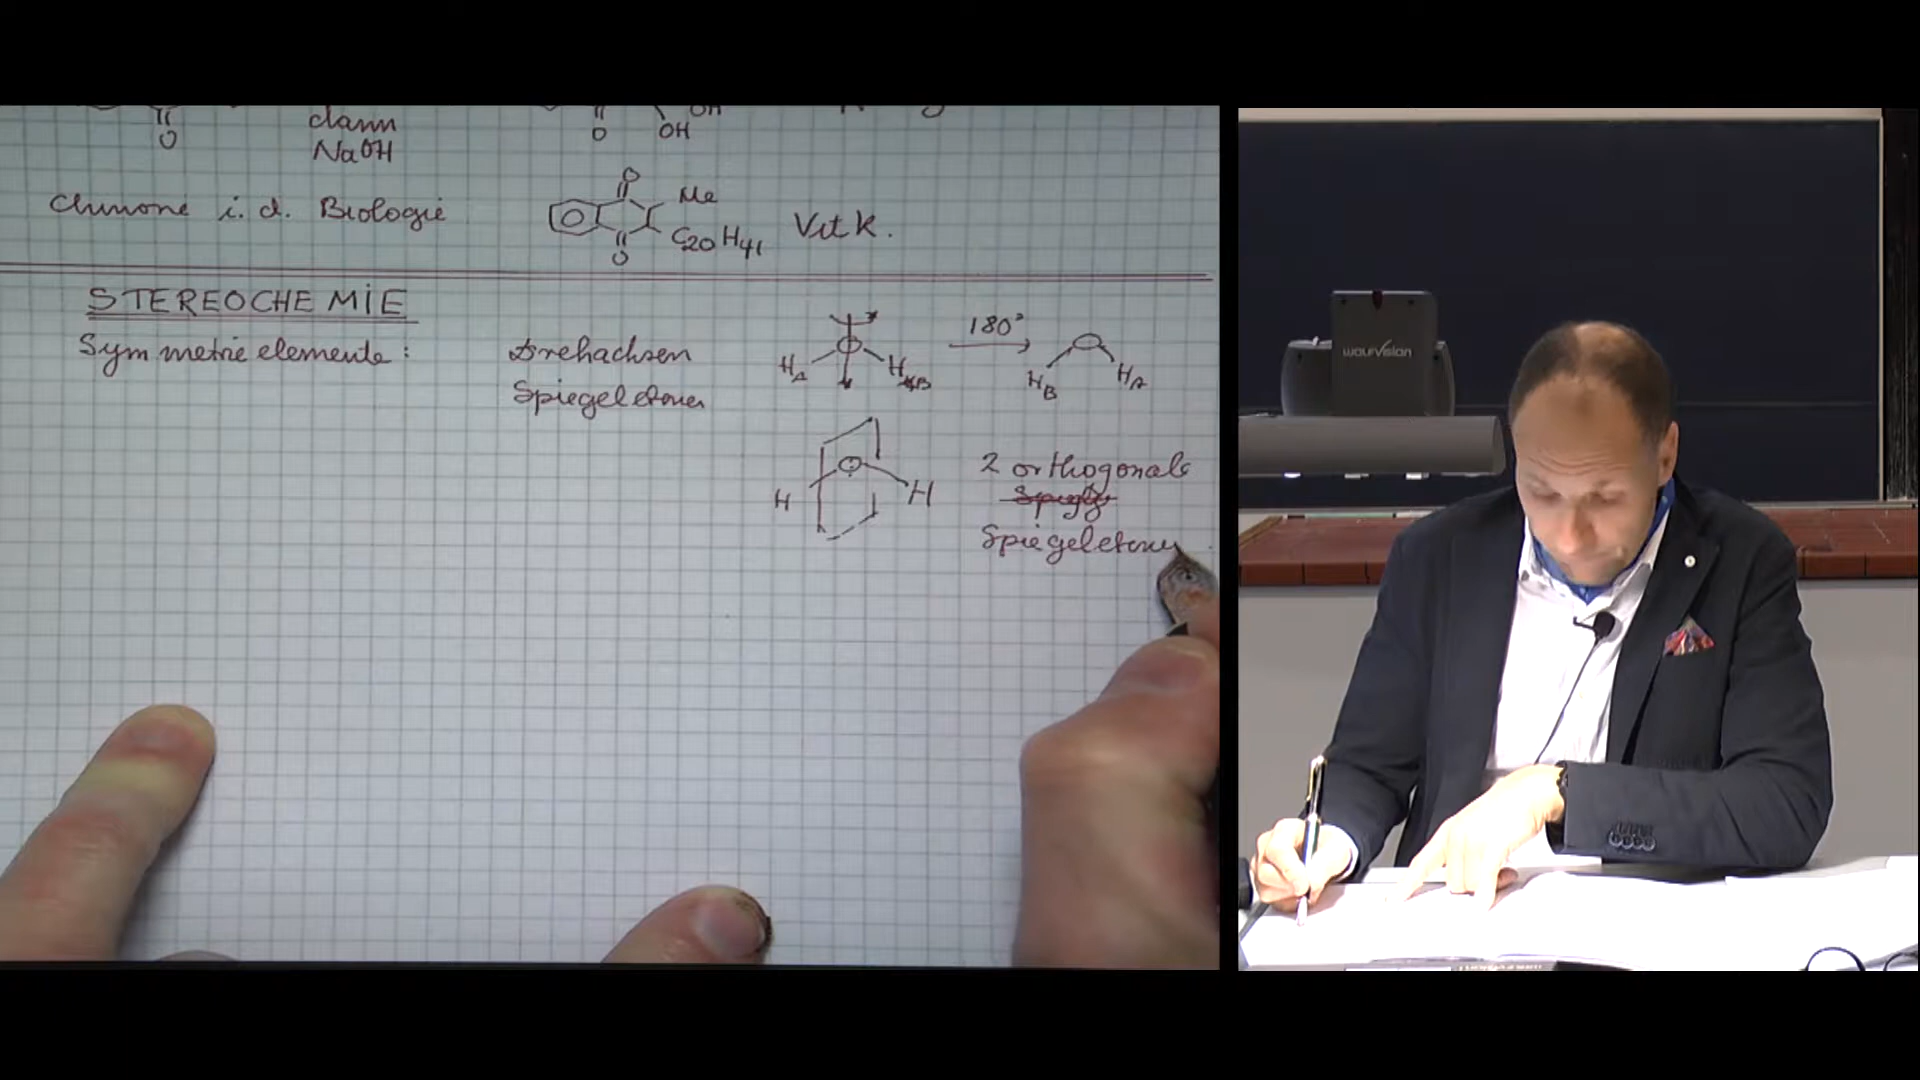 O
dann
NaOH
O
OH
OH
Chinone i. d. Biologie
O
Me
C20H41
O
Vit K.
STEREOCHEMIE
Symmetrieelemente :
Drehachsen
Spiegelebenen
HA
HB
180°
HB
HA
H
H
2 orthogonale
Spiegelebenen
WolfVision